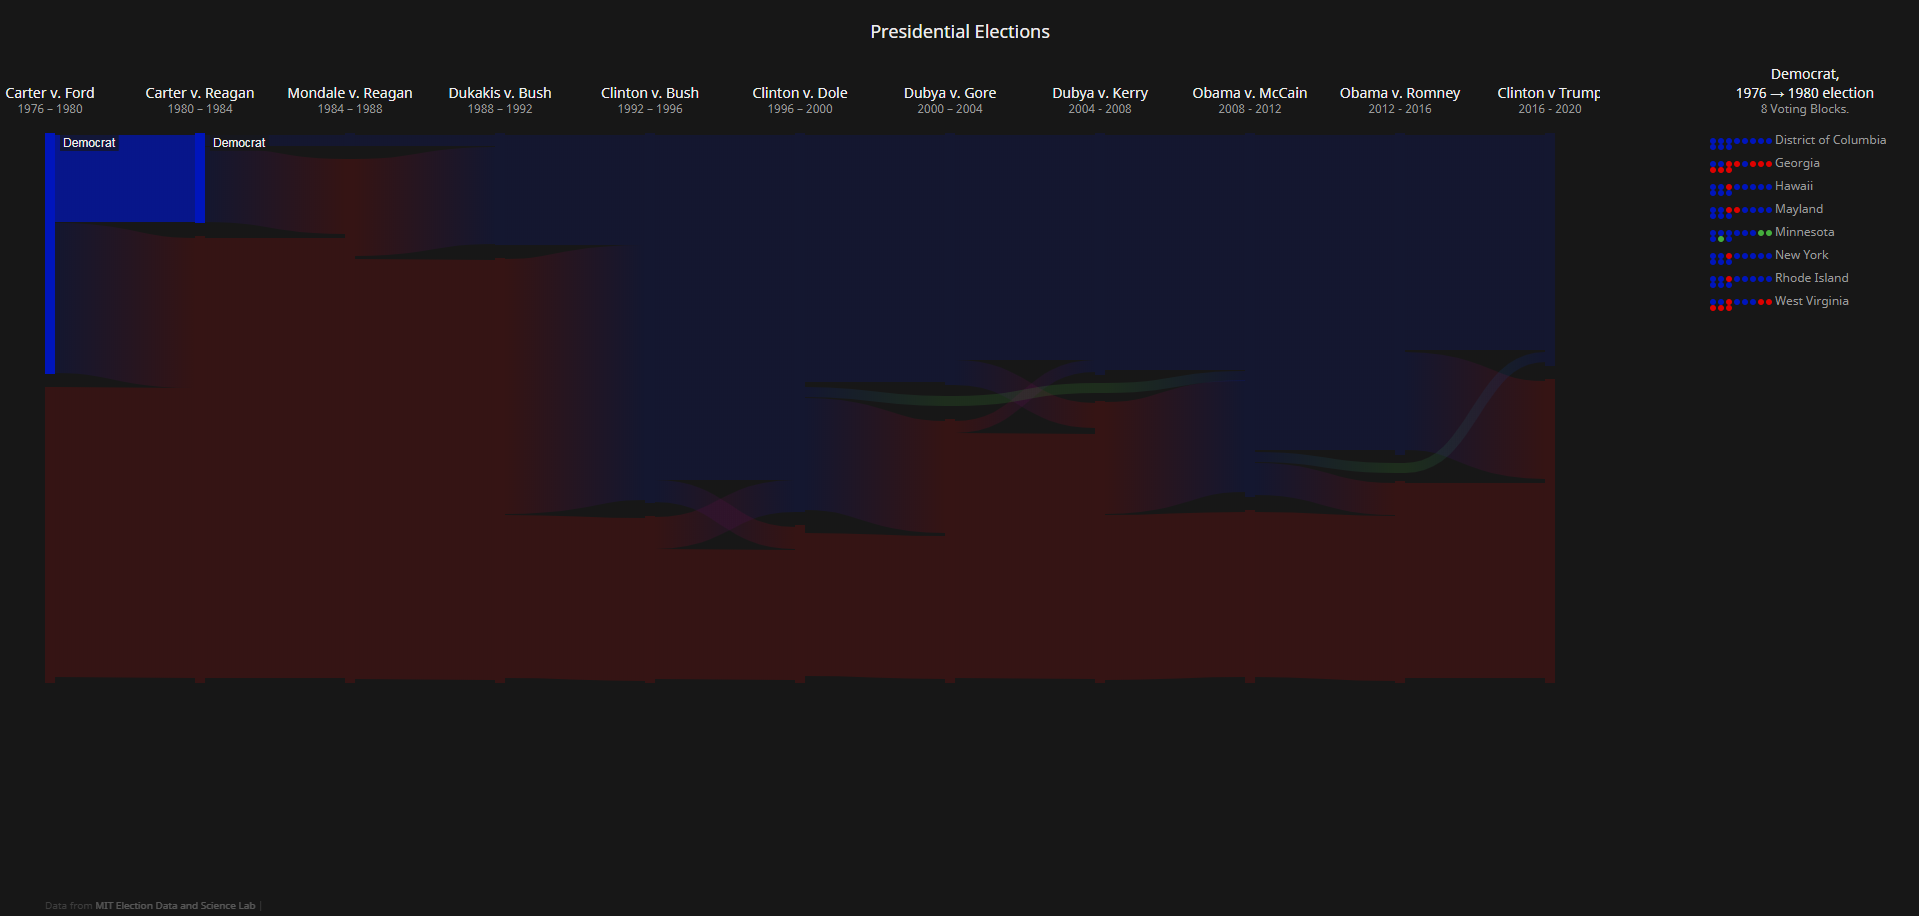 Presidential Elections
Carter v. Ford
1976 – 1980
Carter v. Reagan
1980 – 1984
Mondale v. Reagan
1984 – 1988
Dukakis v. Bush
1988 – 1992
Clinton v. Bush
1992 – 1996
Clinton v. Dole
1996 – 2000
Dubya v. Gore
2000 – 2004
Dubya v. Kerry
2004 - 2008
Obama v. McCain
2008 - 2012
Obama v. Romney
2012 - 2016
Clinton v Trump
2016 - 2020
Democrat
Democrat
Democrat,
1976 → 1980 election
8 Voting Blocks.
District of Columbia
Georgia
Hawaii
Mayland
Minnesota
New York
Rhode Island
West Virginia
Data from MIT Election Data and Science Lab |